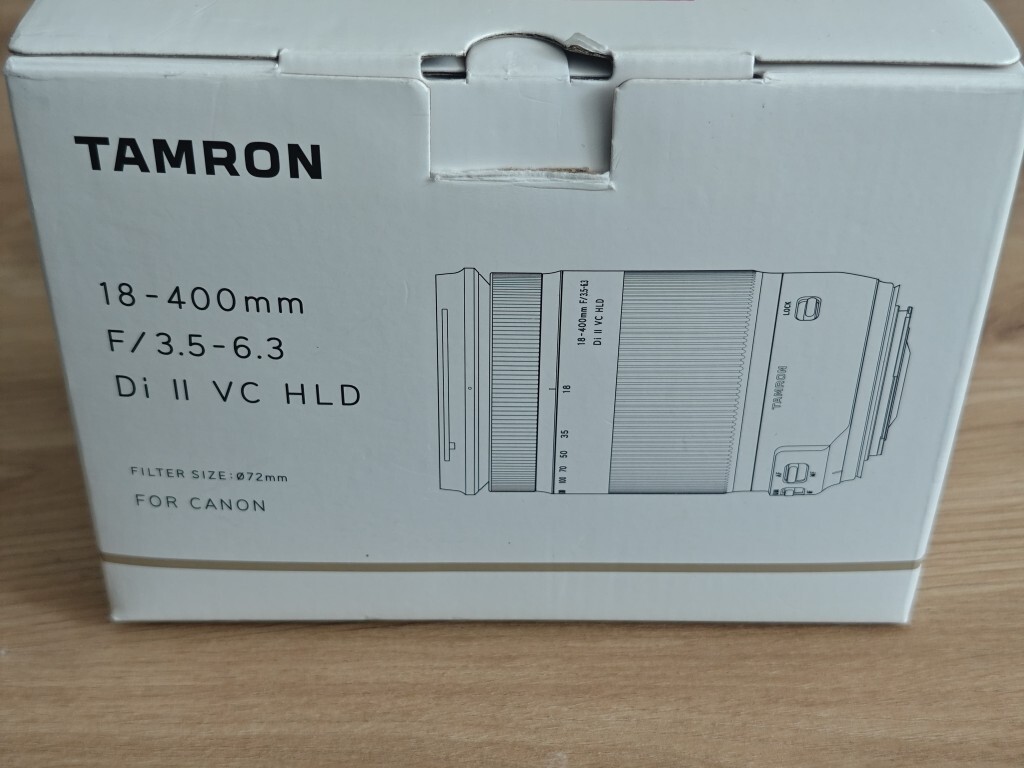 TAMRON
18-400mm
F/3.5-6.3
Di II VC HLD
FILTER SIZE:Ø72mm
FOR CANON
18-400mm F/3.5-6.3
Di II VC HLD
18
35
50
70
100
LOCK
TAMRON